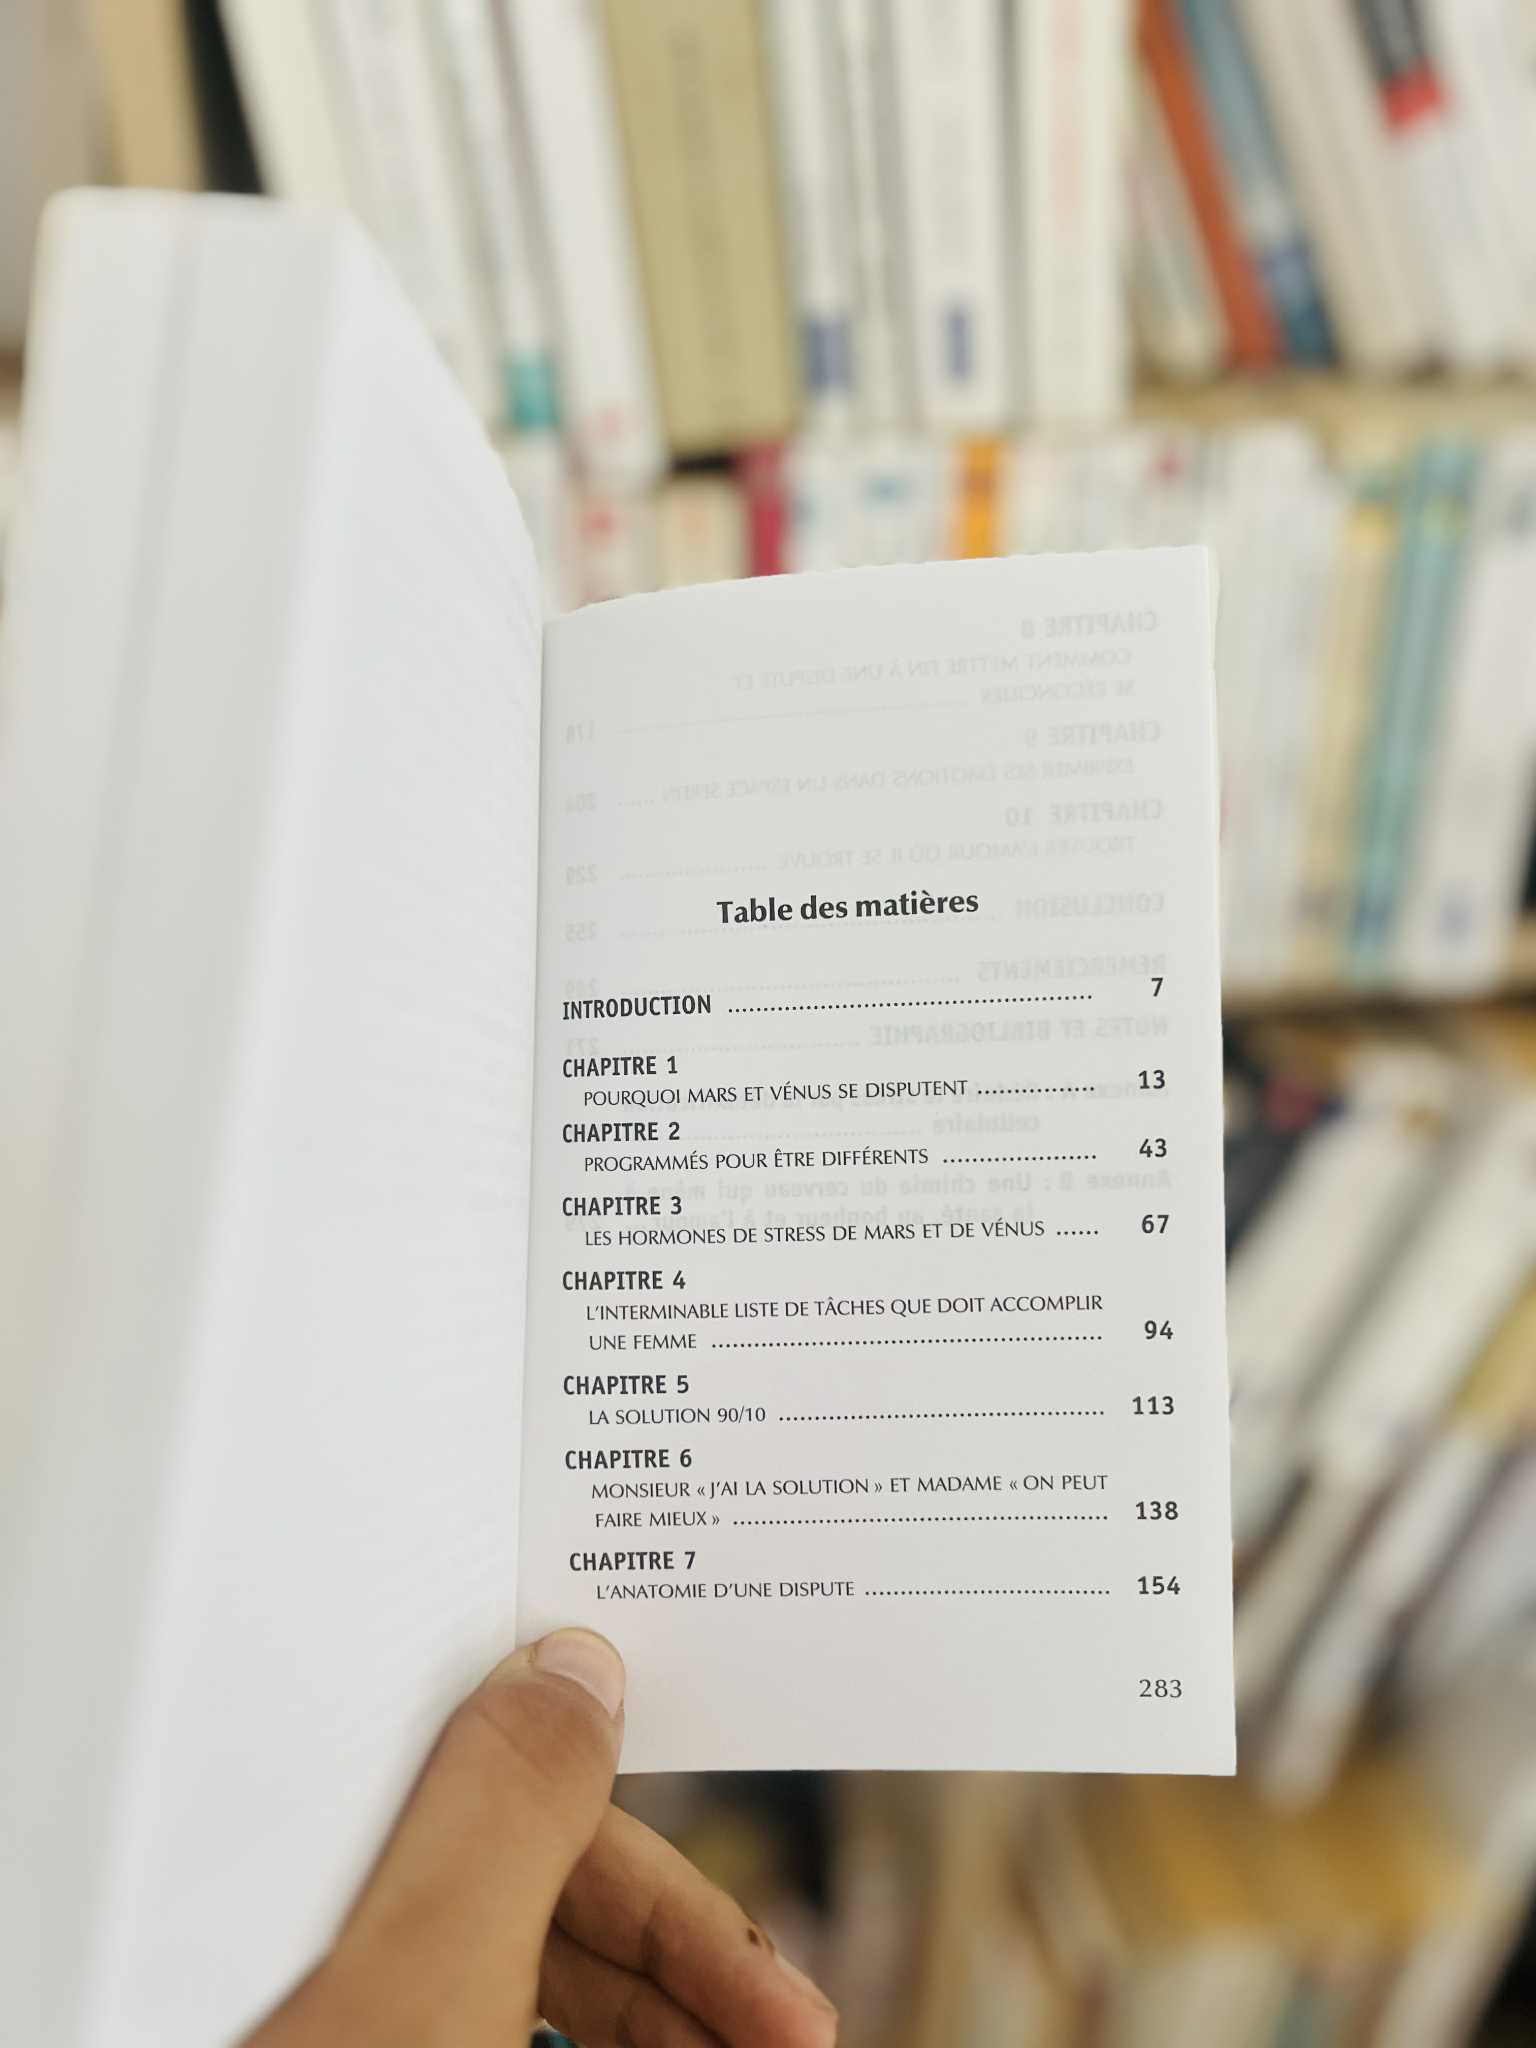 Table des matières
INTRODUCTION ........ 7
CHAPITRE 1
POURQUOI MARS ET VÉNUS SE DISPUTENT ........ 13
CHAPITRE 2
PROGRAMMÉS POUR ÊTRE DIFFÉRENTS ........ 43
CHAPITRE 3
LES HORMONES DE STRESS DE MARS ET DE VÉNUS ...... 67
CHAPITRE 4
L'INTERMINABLE LISTE DE TÂCHES QUE DOIT ACCOMPLIR
UNE FEMME ........ 94
CHAPITRE 5
LA SOLUTION 90/10 ........ 113
CHAPITRE 6
MONSIEUR « J'AI LA SOLUTION » ET MADAME « ON PEUT
FAIRE MIEUX » ........ 138
CHAPITRE 7
L'ANATOMIE D'UNE DISPUTE ........ 154
283